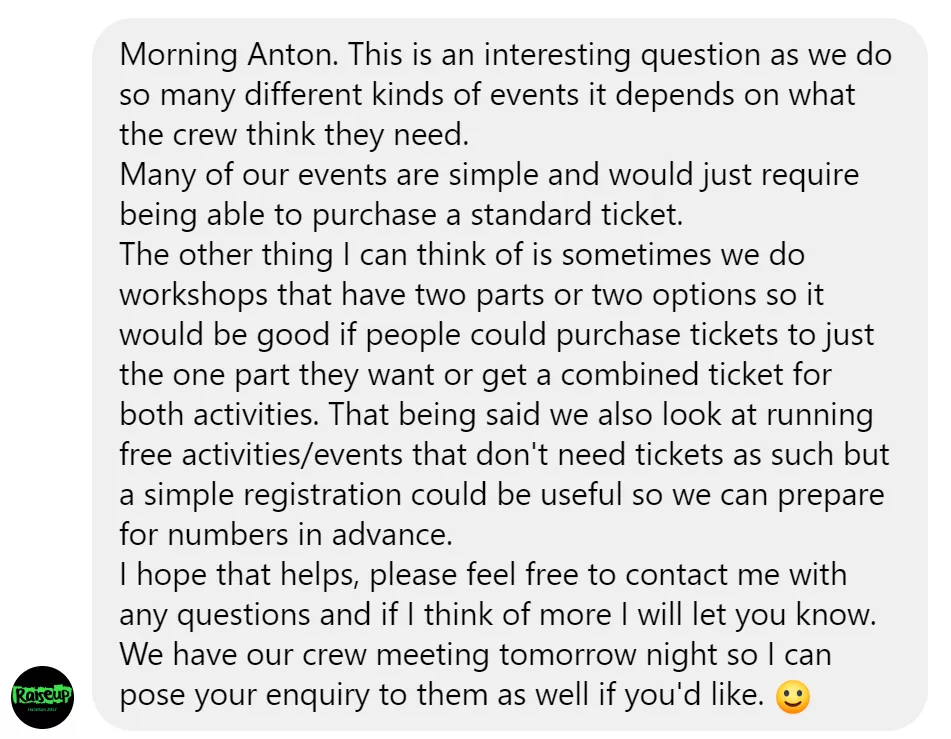 Morning Anton. This is an interesting question as we do
so many different kinds of events it depends on what
the crew think they need.
Many of our events are simple and would just require
being able to purchase a standard ticket.
The other thing I can think of is sometimes we do
workshops that have two parts or two options so it
would be good if people could purchase tickets to just
the one part they want or get a combined ticket for
both activities. That being said we also look at running
free activities/events that don't need tickets as such but
a simple registration could be useful so we can prepare
for numbers in advance.
I hope that helps, please feel free to contact me with
any questions and if I think of more I will let you know.
We have our crew meeting tomorrow night so I can
pose your enquiry to them as well if you'd like. 🙂
RaiseUp